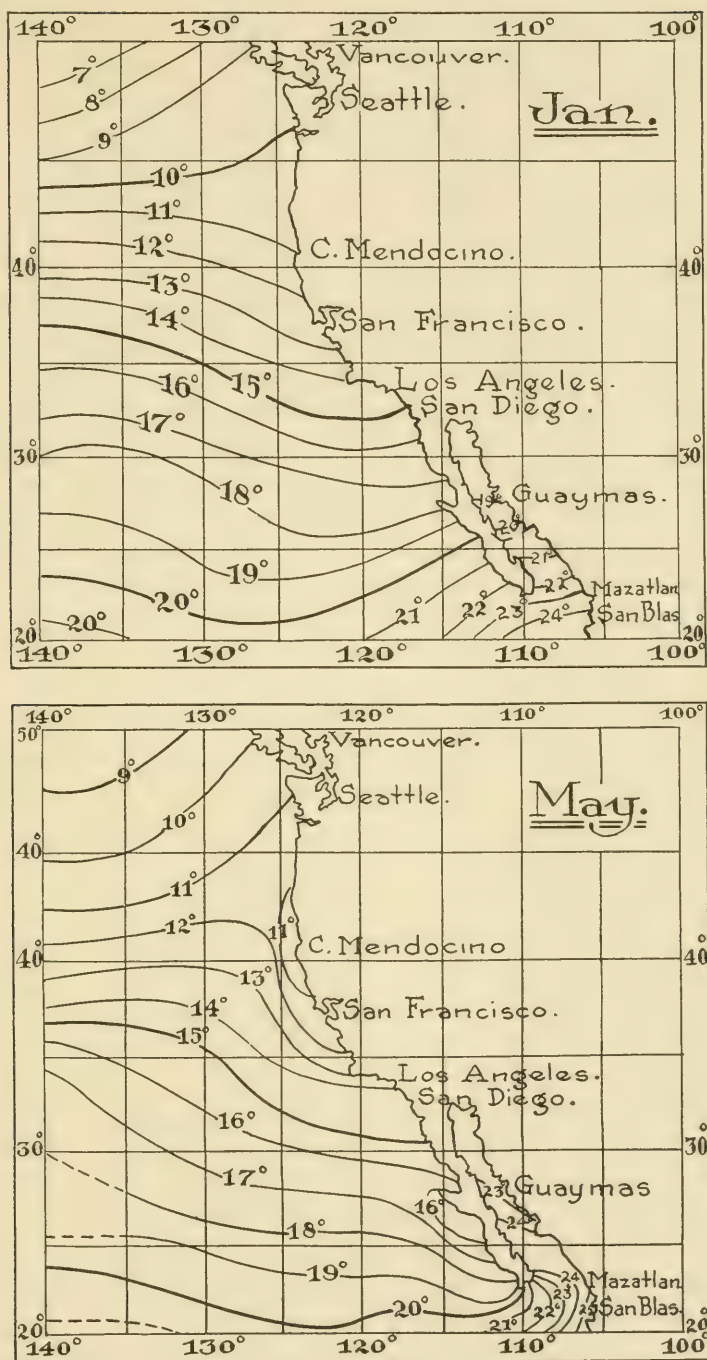 140° 130° 120° 110° 100°
Vancouver.
7°
Seattle.
Jan.
8°
9°
10°
11°
12°
C. Mendocino.
40° 40°
13°
14°
San Francisco.
15°
16°
Los Angeles.
San Diego.
17°
30° 30°
18°
19°
Guaymas.
20°
19°
21°
20°
22°
Mazatlan
21° 22° 23° 24°
San Blas
20° 20° 20°
140° 130° 120° 110° 100°
140° 130° 120° 110° 100°
50°
Vancouver.
9°
Seattle.
May.
10°
40° 40°
11°
12°
11°
C. Mendocino
40° 40°
13°
14°
San Francisco.
15°
Los Angeles.
San Diego.
16°
30° 30°
17°
23°
Guaymas
16°
24°
18°
19°
24
Mazatlan
23
20°
22°
San Blas.
21°
20° 20°
140° 130° 120° 110° 100°